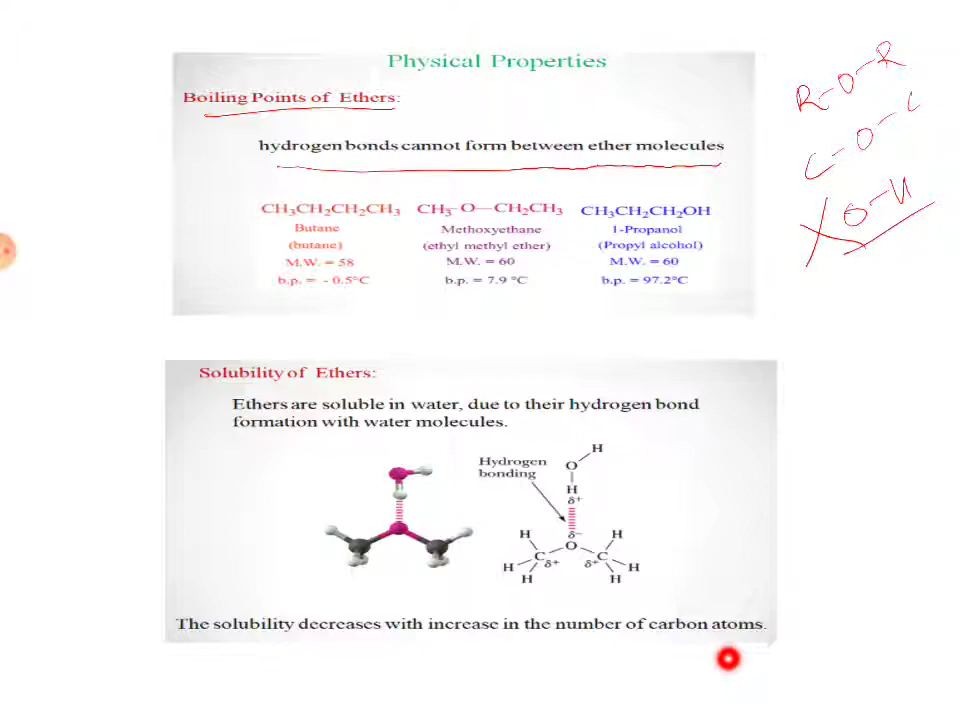 Physical Properties
Boiling Points of Ethers:
hydrogen bonds cannot form between ether molecules
CH₃CH₂CH₂CH₃ CH₃-O—CH₂CH₃ CH₃CH₂CH₂OH
Butane Methoxyethane 1-Propanol
(butane) (ethyl methyl ether) (Propyl alcohol)
M.W. = 58 M.W. = 60 M.W. = 60
b.p. = - 0.5°C b.p. = 7.9 °C b.p. = 97.2°C
R-O-R
C-O-
O-H
Solubility of Ethers:
Ethers are soluble in water, due to their hydrogen bond
formation with water molecules.
Hydrogen
bonding
H
O
H
δ+
δ-
H O H
C C
H δ+ δ+ H
H H
The solubility decreases with increase in the number of carbon atoms.